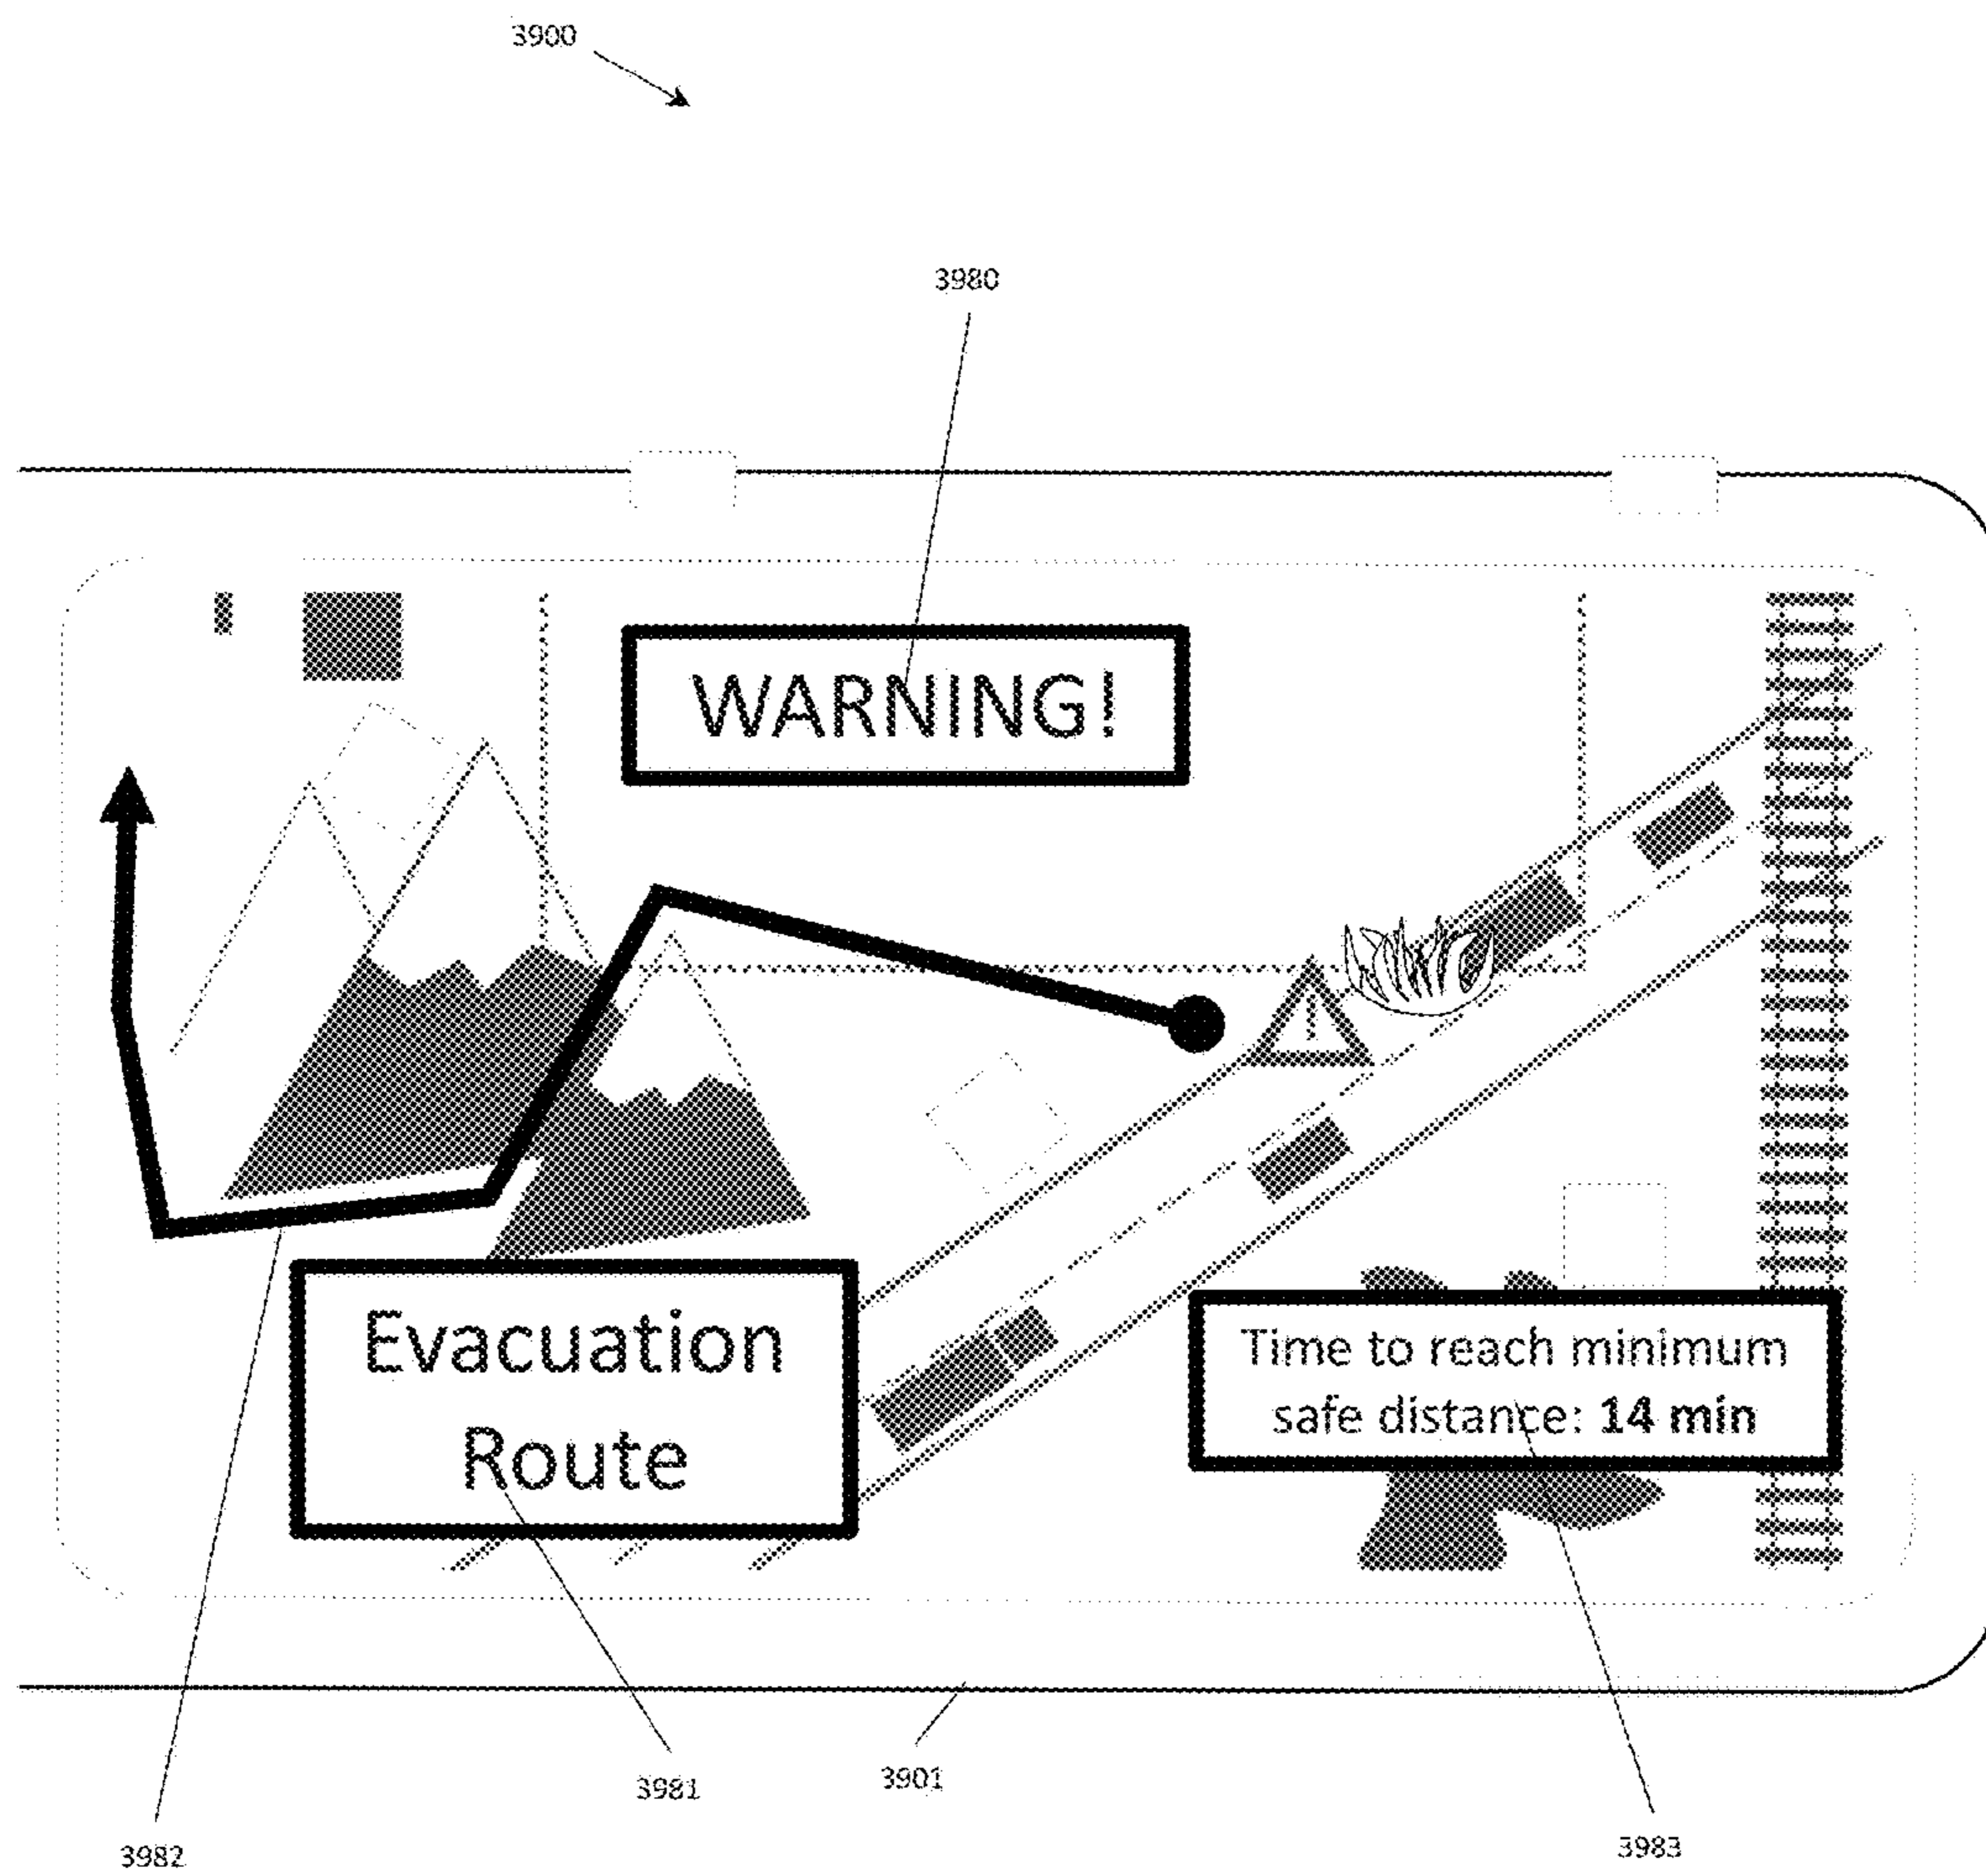 3900
3980
WARNING!
!
Evacuation
Route
Time to reach minimum
safe distance: 14 min
3981
3901
3982
3983